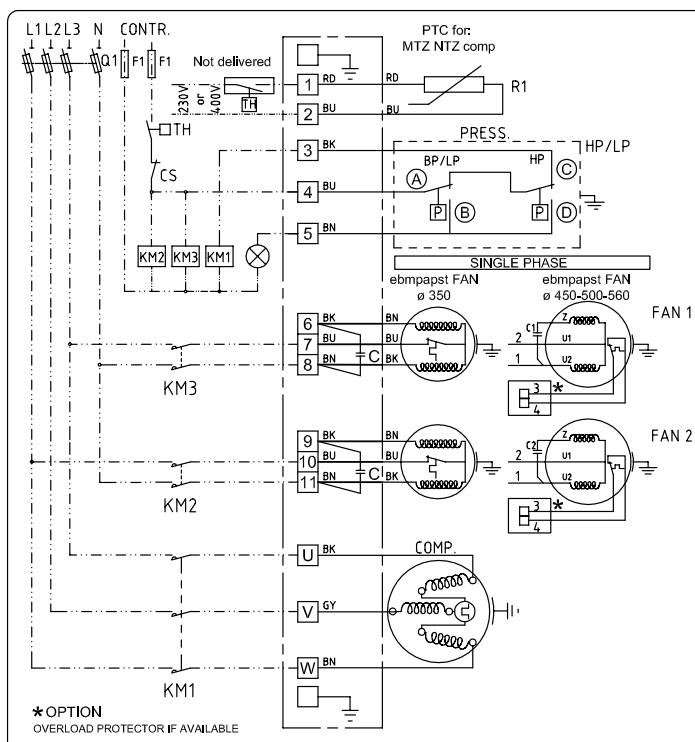 L1 L2 L3 N CONTR.
Q1 F1 F1
Not delivered
PTC for:
MTZ NTZ comp
230V
or
400V
TH
1 RD RD
R1
2 BU BU
TH
3 BK
PRESS.
HP/LP
BP/LP HP
C
CS
4 BU A
P B P D
5 BN
KM2 KM3 KM1
SINGLE PHASE
ebmpapst FAN
ø 350
ebmpapst FAN
ø 450-500-560
FAN 1
6 BK BN
7 BU BU
8 BN BK
C
KM3
C1 Z
2 U1
1 U2
3 *
4
FAN 2
9 BK BN
10 BU BU
11 BN BK
C
KM2
C2 Z
2 U1
1 U2
3 *
4
COMP.
U BK
V GY
W BN
KM1
* OPTION
OVERLOAD PROTECTOR IF AVAILABLE